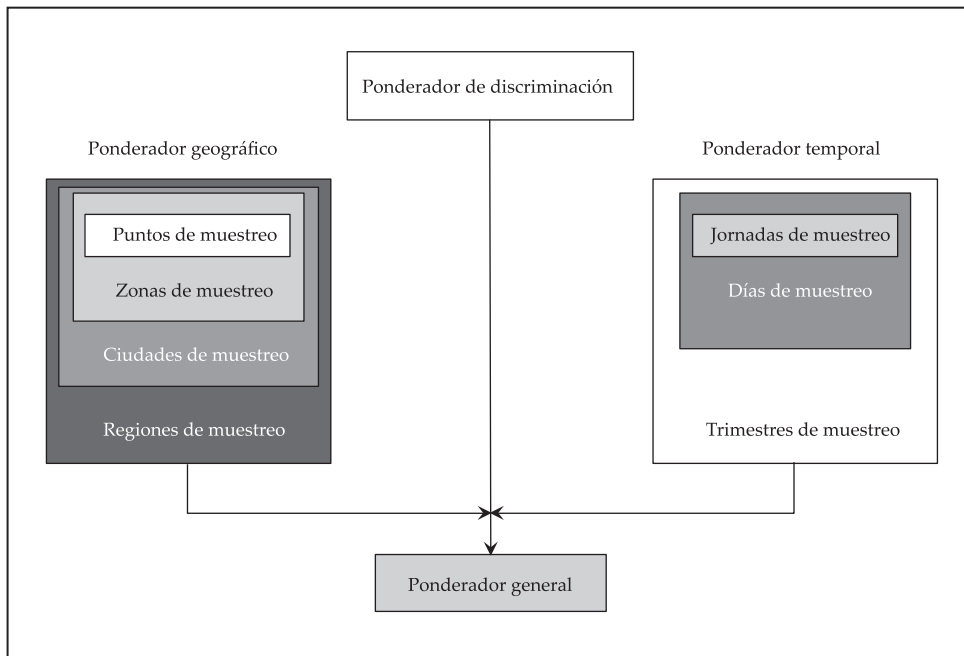 Ponderador de discriminación
Ponderador geográfico
Puntos de muestreo
Zonas de muestreo
Ciudades de muestreo
Regiones de muestreo
Ponderador temporal
Jornadas de muestreo
Días de muestreo
Trimestres de muestreo
Ponderador general